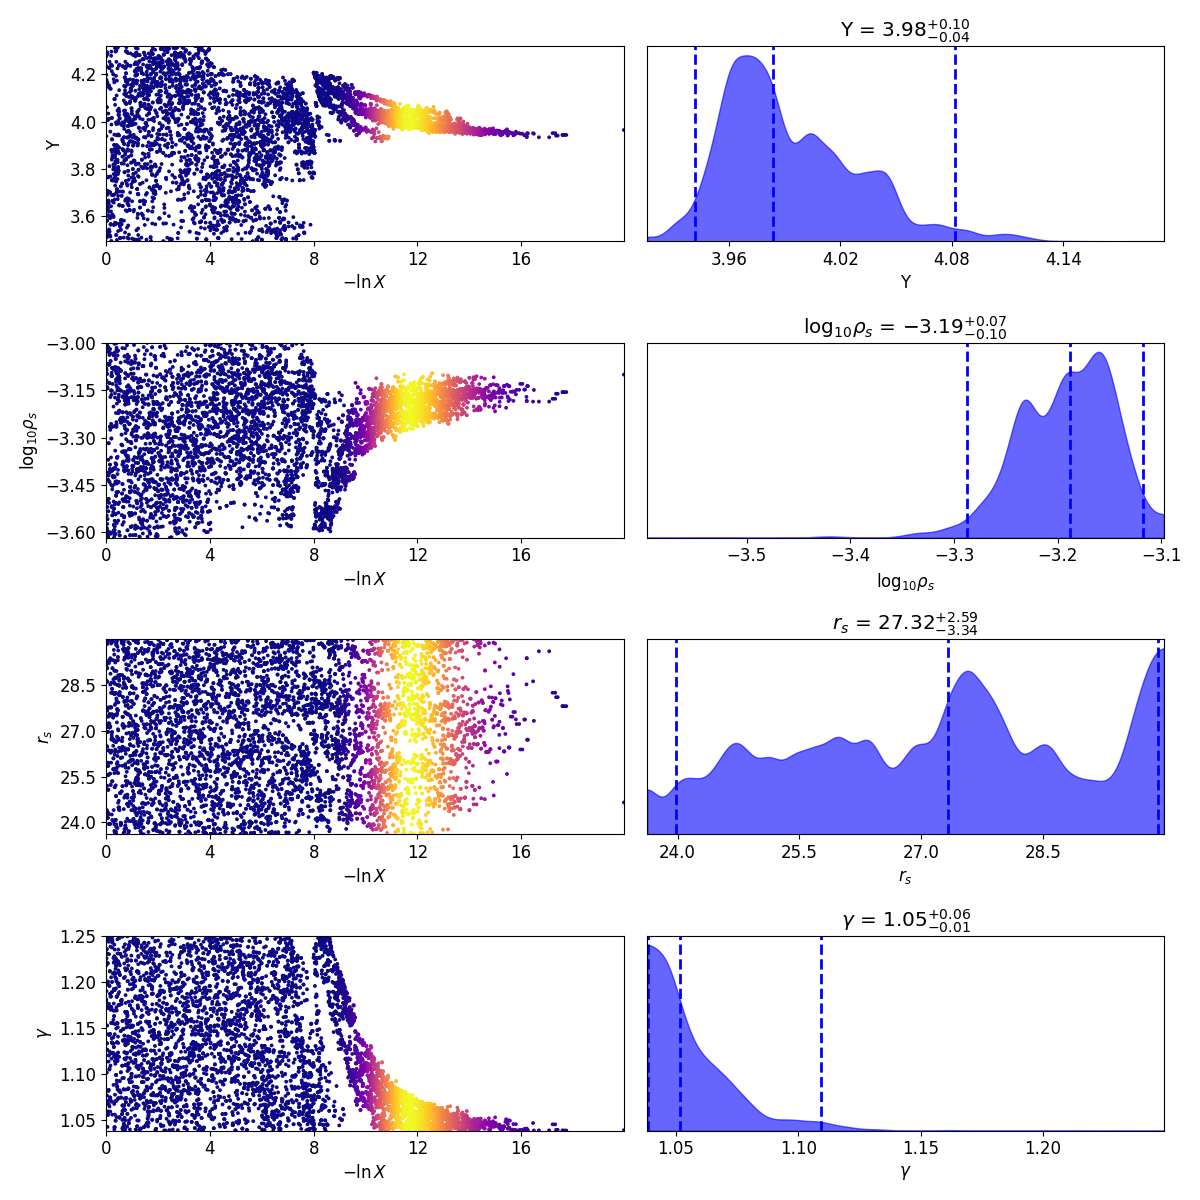 Y = 3.98+0.10−0.04
4.2
4.0
3.8
3.6
Y
0 4 8 12 16
−ln X
3.96 4.02 4.08 4.14
Y
log10ρs = −3.19+0.07−0.10
−3.00
−3.15
−3.30
−3.45
−3.60
log10ρs
0 4 8 12 16
−ln X
−3.5 −3.4 −3.3 −3.2 −3.1
log10ρs
rs = 27.32+2.59−3.34
28.5
27.0
25.5
24.0
rs
0 4 8 12 16
−ln X
24.0 25.5 27.0 28.5
rs
γ = 1.05+0.06−0.01
1.25
1.20
1.15
1.10
1.05
γ
0 4 8 12 16
−ln X
1.05 1.10 1.15 1.20
γ